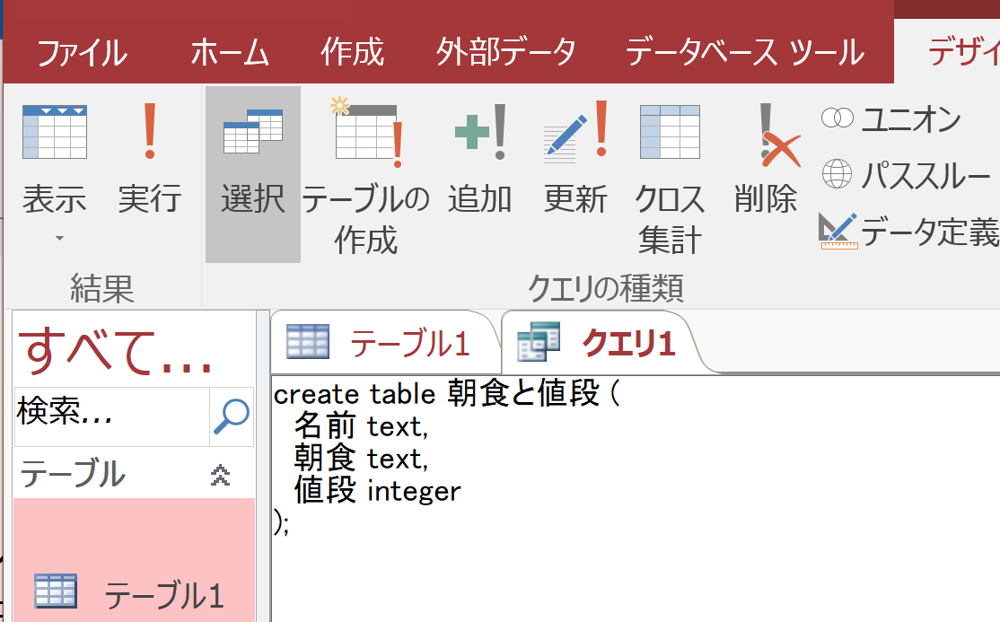 ファイル ホーム 作成 外部データ データベース ツール デザイ
表示 実行 選択 テーブルの作成 追加 更新 クロス集計 削除
ユニオン
パススルー
データ定義
結果 クエリの種類
すべて...
検索...
テーブル
テーブル1
テーブル1 クエリ1
create table 朝食と値段 (
名前 text,
朝食 text,
値段 integer
);